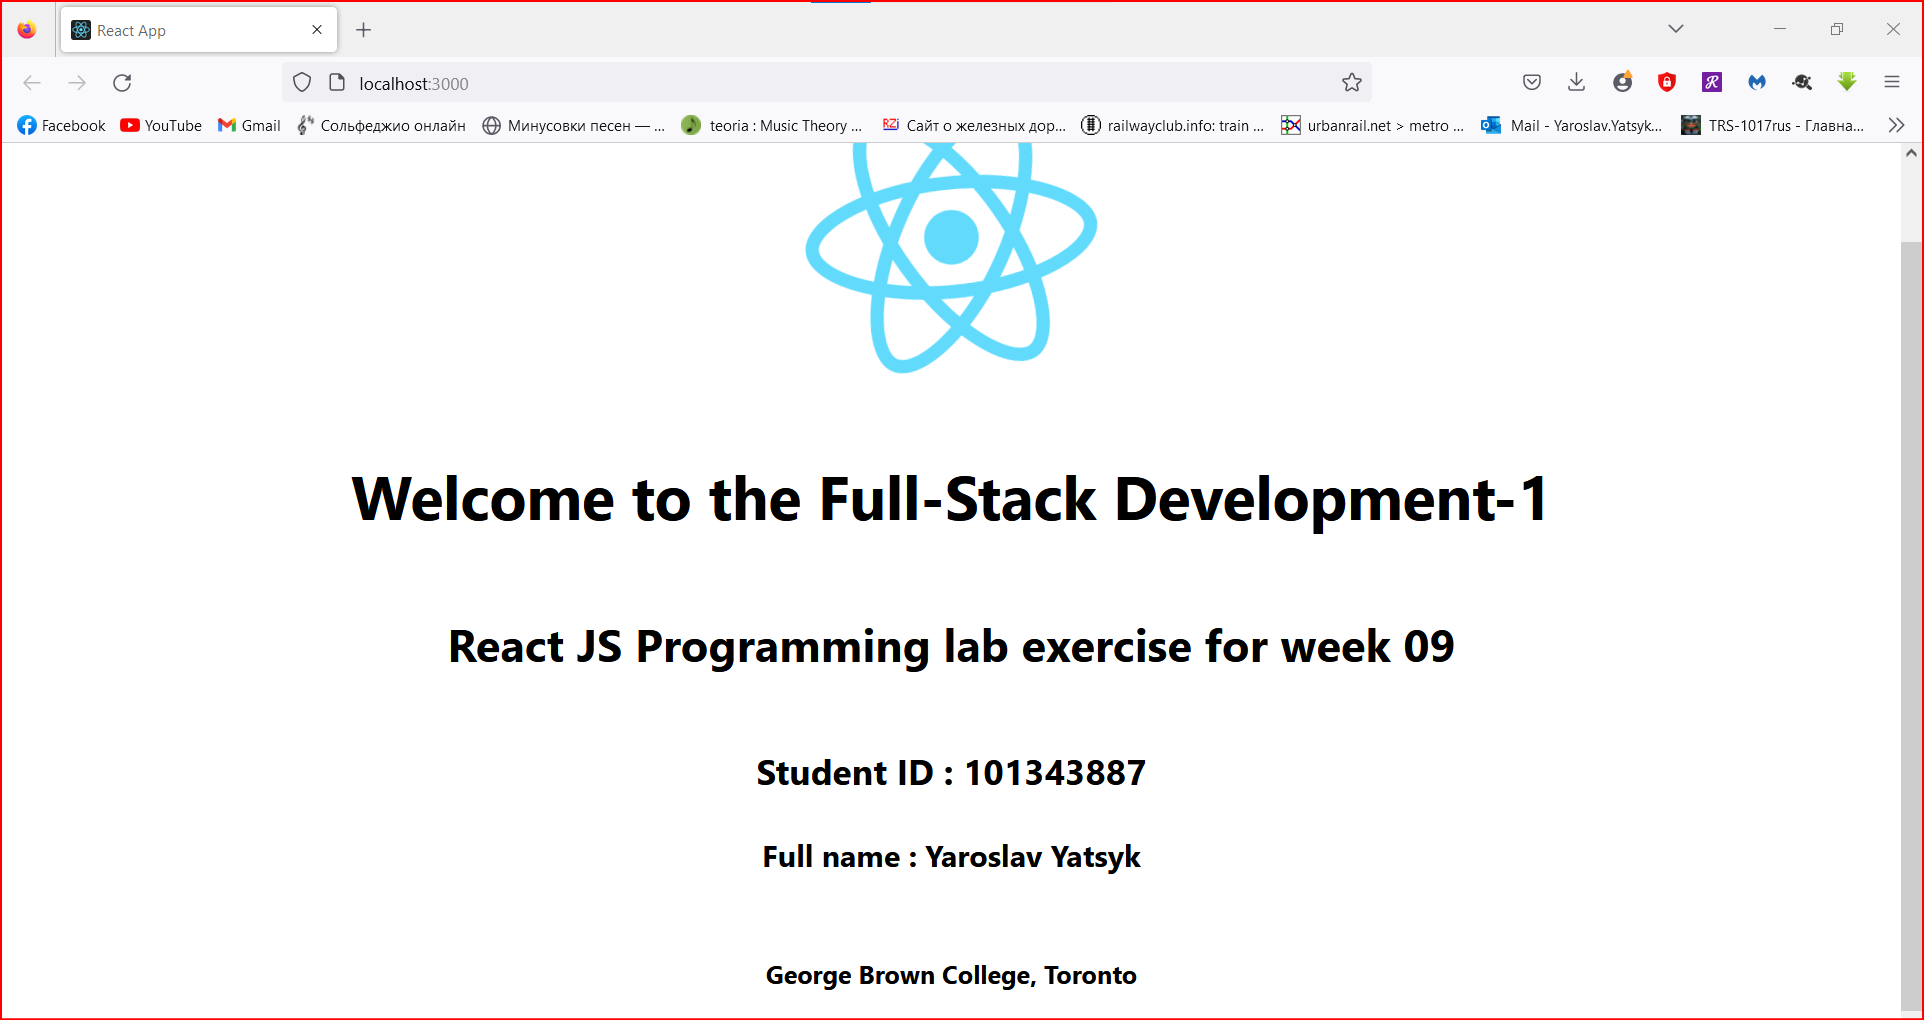 React App
localhost:3000
Facebook YouTube Gmail Сольфеджио онлайн Минусовки песен — ... teoria : Music Theory ... RZi Сайт о железных дор... railwayclub.info: train ... urbanrail.net > metro ... Mail - Yaroslav.Yatsyk... TRS-1017rus - Главна...
Welcome to the Full-Stack Development-1
React JS Programming lab exercise for week 09
Student ID : 101343887
Full name : Yaroslav Yatsyk
George Brown College, Toronto